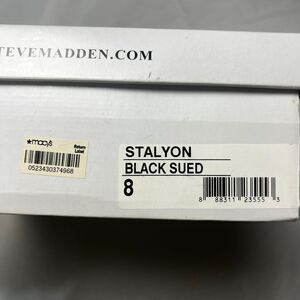 TEVEMADDEN.COM
★macy's
Return
Label
0523430374968
STALYON
BLACK SUED
8
8 88311 23555 3